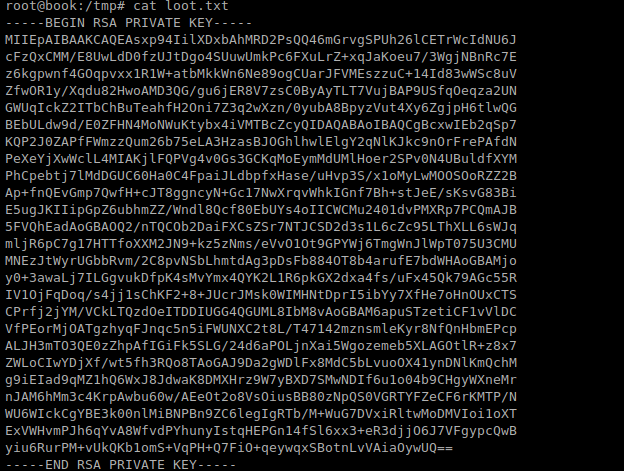 root@book:/tmp# cat loot.txt
-----BEGIN RSA PRIVATE KEY-----
MIIEpAIBAAKCAQEAsxp94IilXDxbAhMRD2PsQQ46mGrvgSPUh26lCETrWcIdNU6J
cFzQxCMM/E8UwLdD0fzUJtDgo4SUuwUmkPc6FXuLrZ+xqJaKoeu7/3WgjNBnRc7E
z6kgpwnf4GOqpvxx1R1W+atbMkkWn6Ne89ogCUarJFVMEszzuC+14Id83wWSc8uV
ZfwOR1y/Xqdu82HwoAMD3QG/gu6jER8V7zsC0ByAyTLT7VujBAP9USfqOeqza2UN
GWUqIckZ2ITbChBuTeahfH2Oni7Z3q2wXzn/0yubA8BpyzVut4Xy6ZgjpH6tlwQG
BEbULdw9d/E0ZFHN4MoNWuKtybx4iVMTBcZcyQIDAQABAoIBAQCgBcxwIEb2qSp7
KQP2J0ZAPfFWmzzQum26b75eLA3HzasBJOGhlhwlElgY2qNlKJkc9nOrFrePAfdN
PeXeYjXwWclL4MIAKjlFQPVg4v0Gs3GCKqMoEymMdUMlHoer2SPv0N4UBuldfXYM
PhCpebtj7lMdDGUC60Ha0C4FpaiJLdbpfxHase/uHvp3S/x1oMyLwMOOSOoRZZ2B
Ap+fnQEvGmp7QwfH+cJT8ggncyN+Gc17NwXrqvWhkIGnf7Bh+stJeE/sKsvG83Bi
E5ugJKIIipGpZ6ubhmZZ/Wndl8Qcf80EbUYs4oIICWCMu2401dvPMXRp7PCQmAJB
5FVQhEadAoGBAOQ2/nTQCOb2DaiFXCsZSr7NTJCSD2d3s1L6cZc95LThXLL6sWJq
mljR6pC7g17HTTfoXXM2JN9+kz5zNms/eVvO1Ot9GPYWj6TmgWnJlWpT075U3CMU
MNEzJtWyrUGbbRvm/2C8pvNSbLhmtdAg3pDsFb884OT8b4arufE7bdWHAoGBAMjo
y0+3awaLj7ILGgvukDfpK4sMvYmx4QYK2L1R6pkGX2dxa4fs/uFx45Qk79AGc55R
IV1OjFqDoq/s4jj1sChKF2+8+JUcrJMsk0WIMHNtDprI5ibYy7XfHe7oHnOUxCTS
CPrfj2jYM/VCkLTQzdOeITDDIUGG4QGUML8IbM8vAoGBAM6apuSTzetiCF1vVlDC
VfPEorMjOATgzhyqFJnqc5n5iFWUNXC2t8L/T47142mznsmleKyr8NfQnHbmEPcp
ALJH3mTO3QE0zZhpAfIGiFk5SLG/24d6aPOLjnXai5Wgozemeb5XLAGOtlR+z8x7
ZWLoCIwYDjXf/wt5fh3RQo8TAoGAJ9Da2gWDlFx8MdC5bLvuoOX41ynDNlKmQchM
g9iEIad9qMZ1hQ6WxJ8JdwaK8DMXHrz9W7yBXD7SMwNDIf6u1o04b9CHgyWXneMr
nJAM6hMm3c4KrpAwbu60w/AEeOt2o8VsOiusBB80zNpQS0VGRTYFZeCF6rKMTP/N
WU6WIckCgYBE3k00nlMiBNPBn9ZC6legIgRTb/M+WuG7DVxiRltwMoDMVIoi1oXT
ExVWHvmPJh6qYvA8WfvdPYhunyIstqHEPGn14fSl6xx3+eR3djjO6J7VFgypcQwB
yiu6RurPM+vUkQKb1omS+VqPH+Q7FiO+qeywqxSBotnLvVAiaOywUQ==
-----END RSA PRIVATE KEY-----